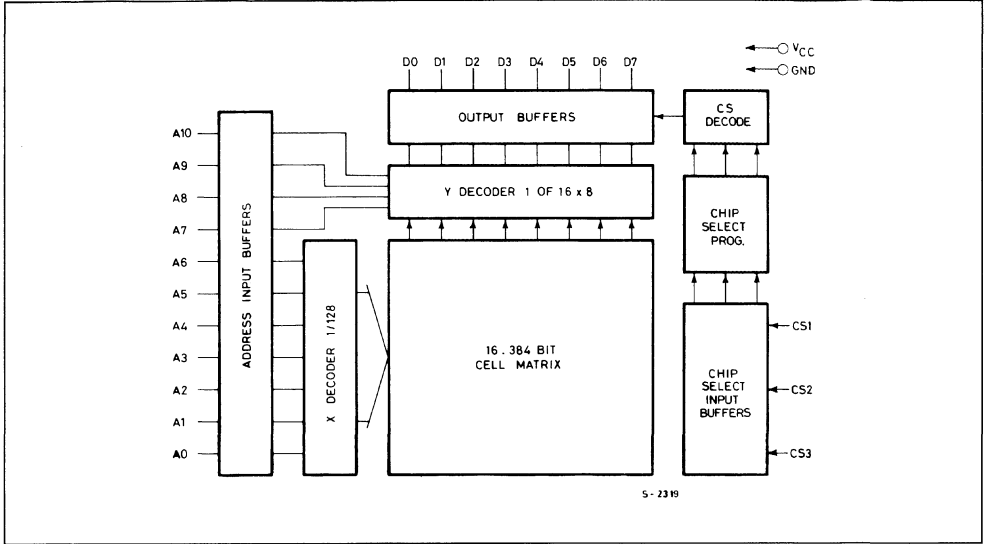 VCC
GND
D0 D1 D2 D3 D4 D5 D6 D7
OUTPUT BUFFERS
CS
DECODE
A10
A9
A8
A7
A6
A5
A4
A3
A2
A1
A0
ADDRESS INPUT BUFFERS
Y DECODER 1 OF 16 x 8
CHIP
SELECT
PROG.
X DECODER 1/128
16.384 BIT
CELL MATRIX
CHIP
SELECT
INPUT
BUFFERS
CS1
CS2
CS3
S-2319